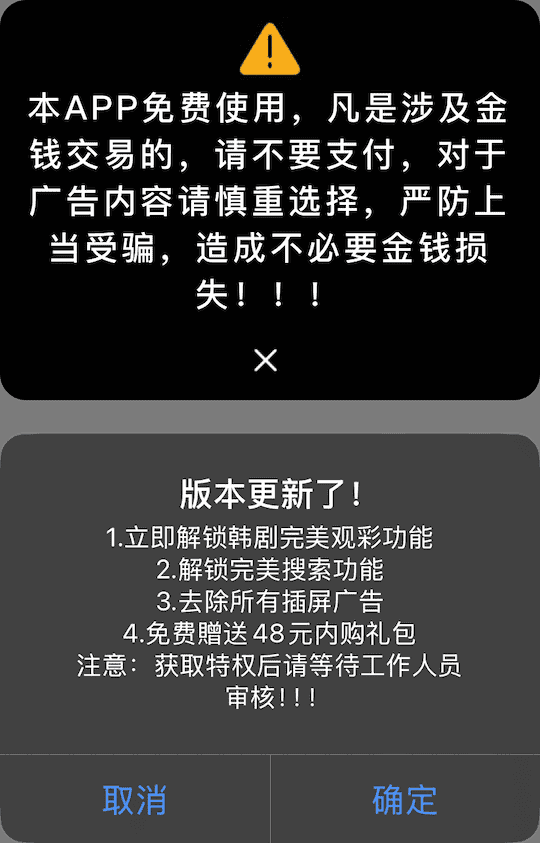 本APP免费使用，凡是涉及金
钱交易的，请不要支付，对于
广告内容请慎重选择，严防上
当受骗，造成不必要金钱损
失！！！
版本更新了！
1.立即解锁韩剧完美观彩功能
2.解锁完美搜索功能
3.去除所有插屏广告
4.免费赠送48元内购礼包
注意：获取特权后请等待工作人员
审核!!!
取消
确定